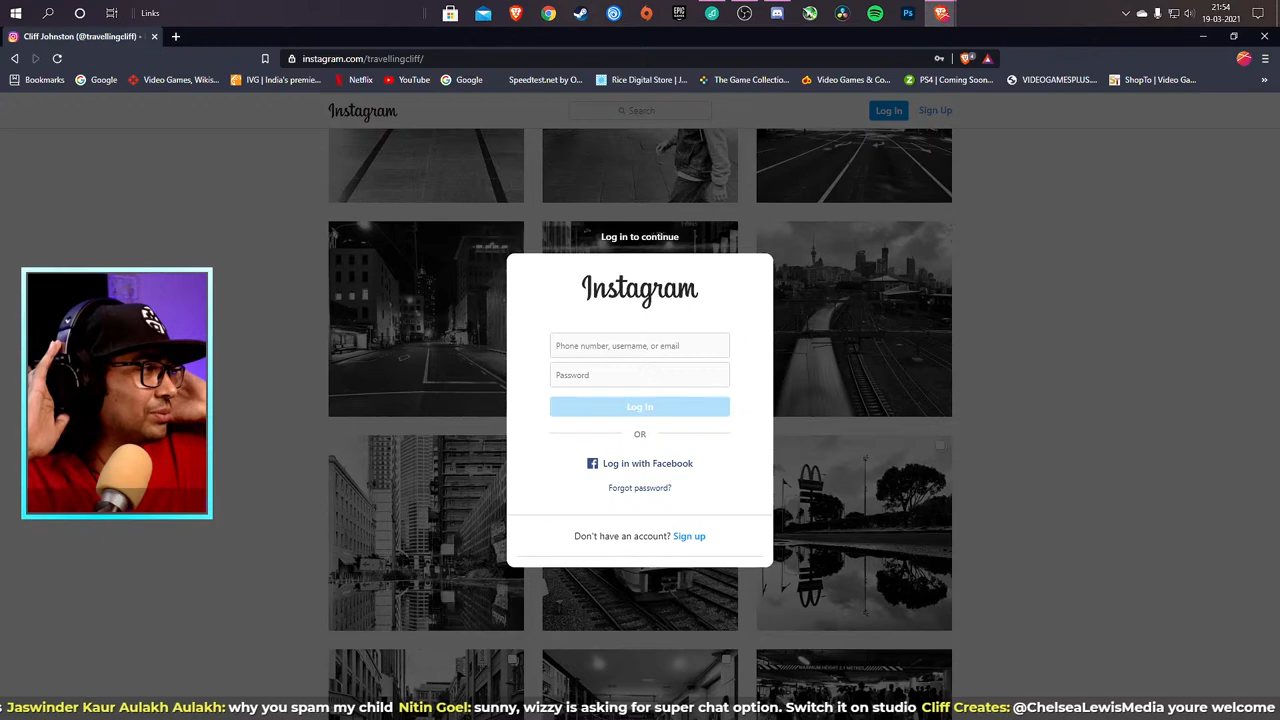 21:54
19-03-2021
Cliff Johnston (@travellingcliff) -
instagram.com/travellingcliff/
Bookmarks Google Video Games, Wikis... IVG | India's premie... Netflix YouTube Google Speedtest.net by O... Rice Digital Store | J... The Game Collectio... Video Games & Co... PS4 | Coming Soon... VIDEOGAMESPLUS... ShopTo | Video Ga...
Instagram
Search
Log In
Sign Up
Log in to continue
Instagram
Phone number, username, or email
Password
Log In
OR
Log in with Facebook
Forgot password?
Don't have an account? Sign up
Jaswinder Kaur Aulakh Aulakh: why you spam my child Nitin Goel: sunny, wizzy is asking for super chat option. Switch it on studio Cliff Creates: @ChelseaLewisMedia youre welcome